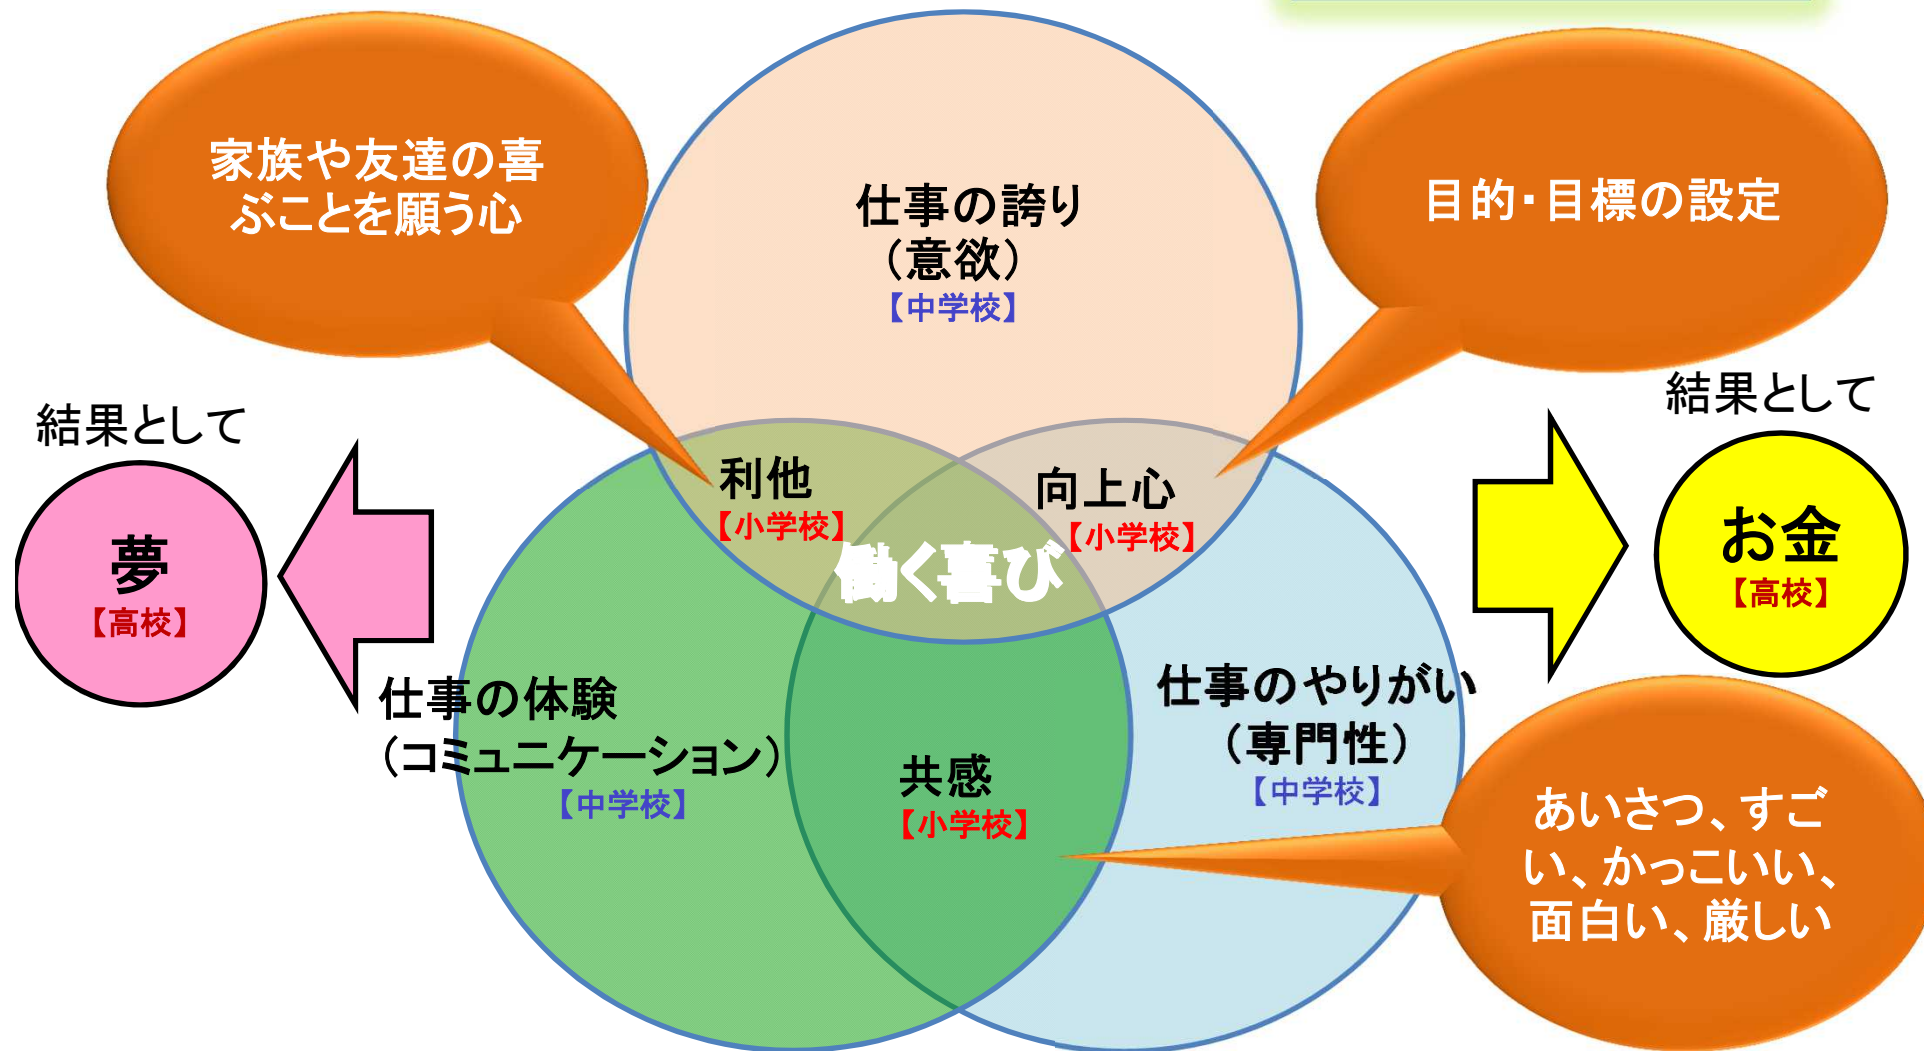 家族や友達の喜
ぶことを願う心
仕事の誇り
（意欲）
【中学校】
目的・目標の設定
結果として
夢
【高校】
結果として
お金
【高校】
利他
【小学校】
向上心
【小学校】
働く喜び
仕事の体験
（コミュニケーション）
【中学校】
共感
【小学校】
仕事のやりがい
（専門性）
【中学校】
あいさつ、すご
い、かっこいい、
面白い、厳しい